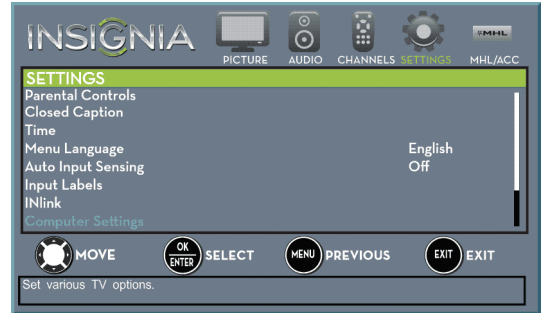 INSIGNIA
PICTURE AUDIO CHANNELS SETTINGS MHL/ACC
MHL
SETTINGS
Parental Controls
Closed Caption
Time
Menu Language English
Auto Input Sensing Off
Input Labels
INlink
Computer Settings
MOVE OK ENTER SELECT MENU PREVIOUS EXIT EXIT
Set various TV options.